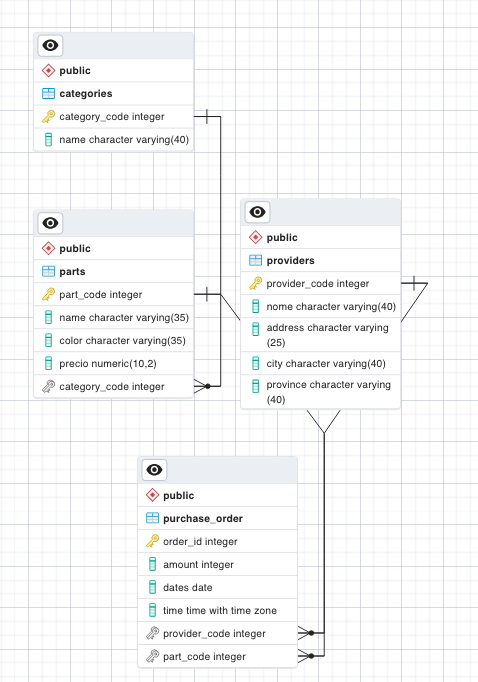 public
categories
category_code integer
name character varying(40)
public
parts
part_code integer
name character varying(35)
color character varying(35)
precio numeric(10,2)
category_code integer
public
providers
provider_code integer
nome character varying(40)
address character varying
(25)
city character varying(40)
province character varying
(40)
public
purchase_order
order_id integer
amount integer
dates date
time time with time zone
provider_code integer
part_code integer